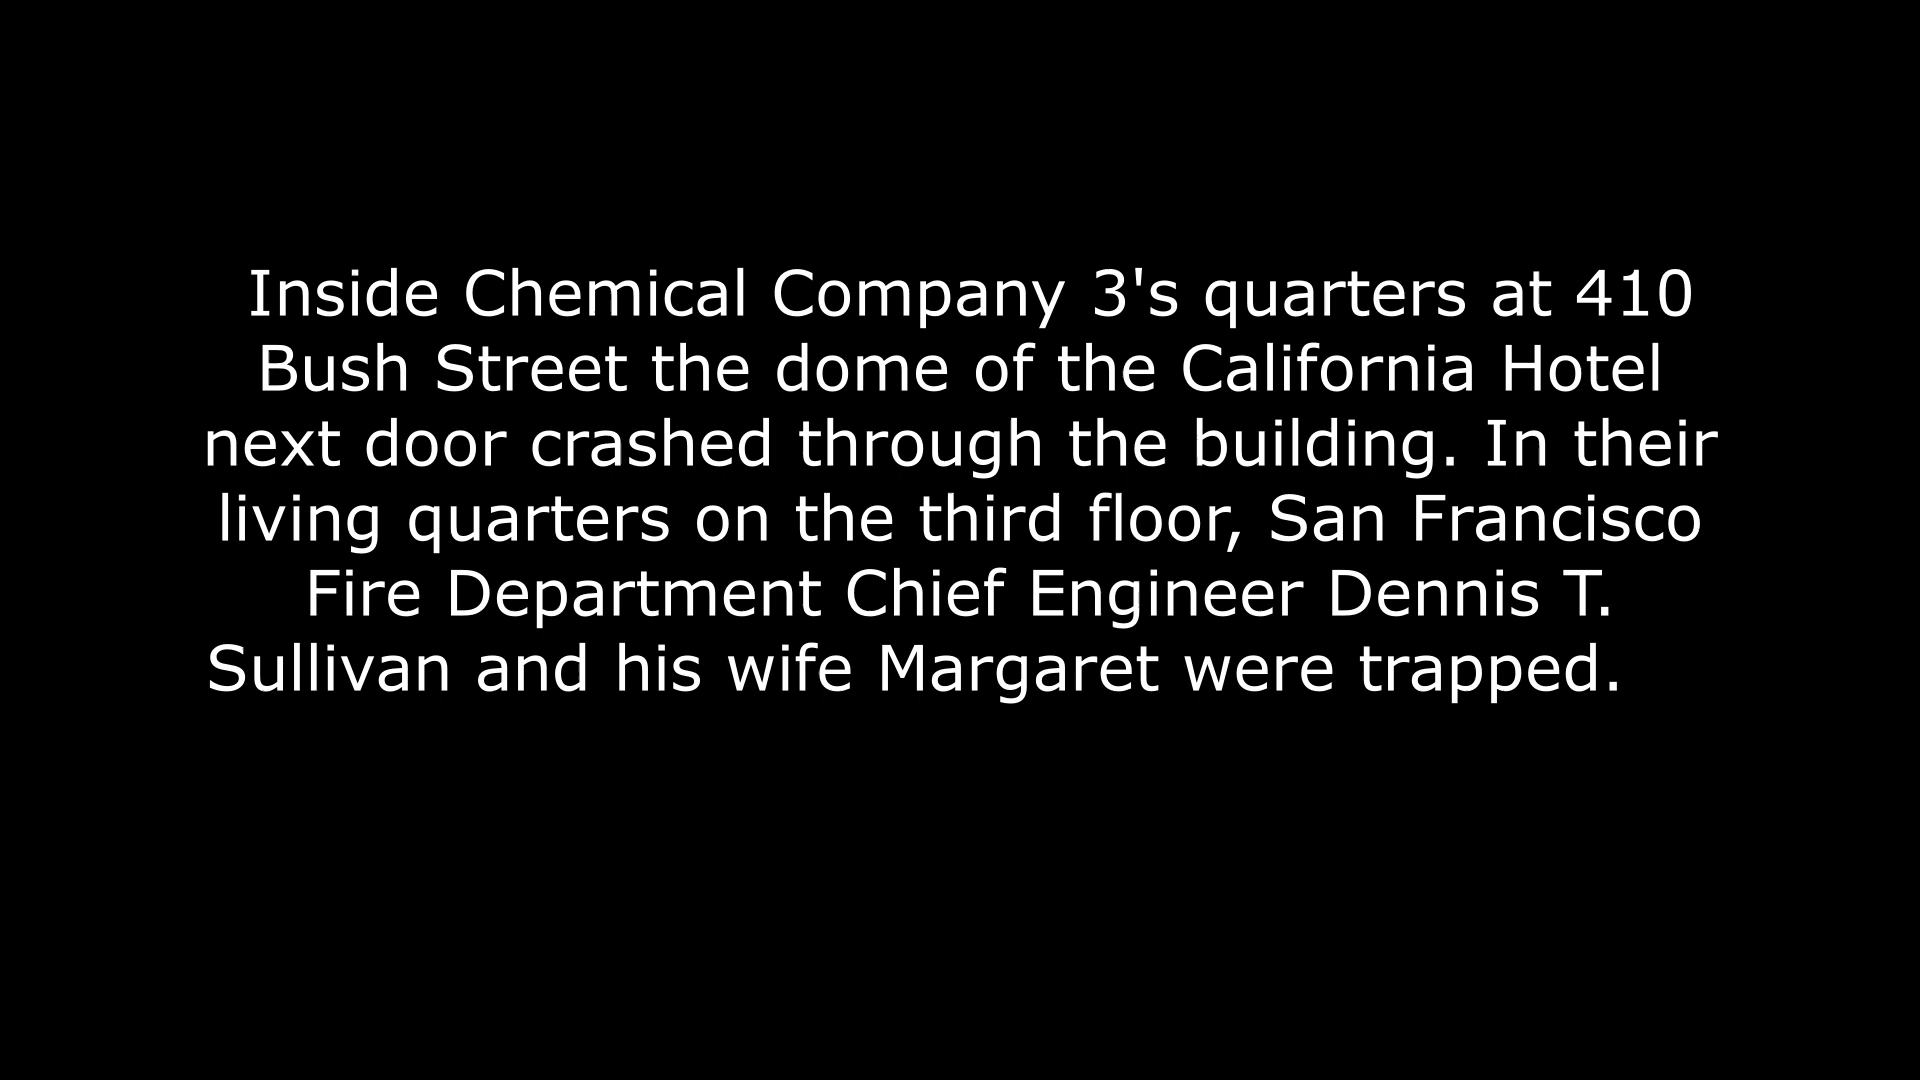 Inside Chemical Company 3's quarters at 410
Bush Street the dome of the California Hotel
next door crashed through the building. In their
living quarters on the third floor, San Francisco
Fire Department Chief Engineer Dennis T.
Sullivan and his wife Margaret were trapped.